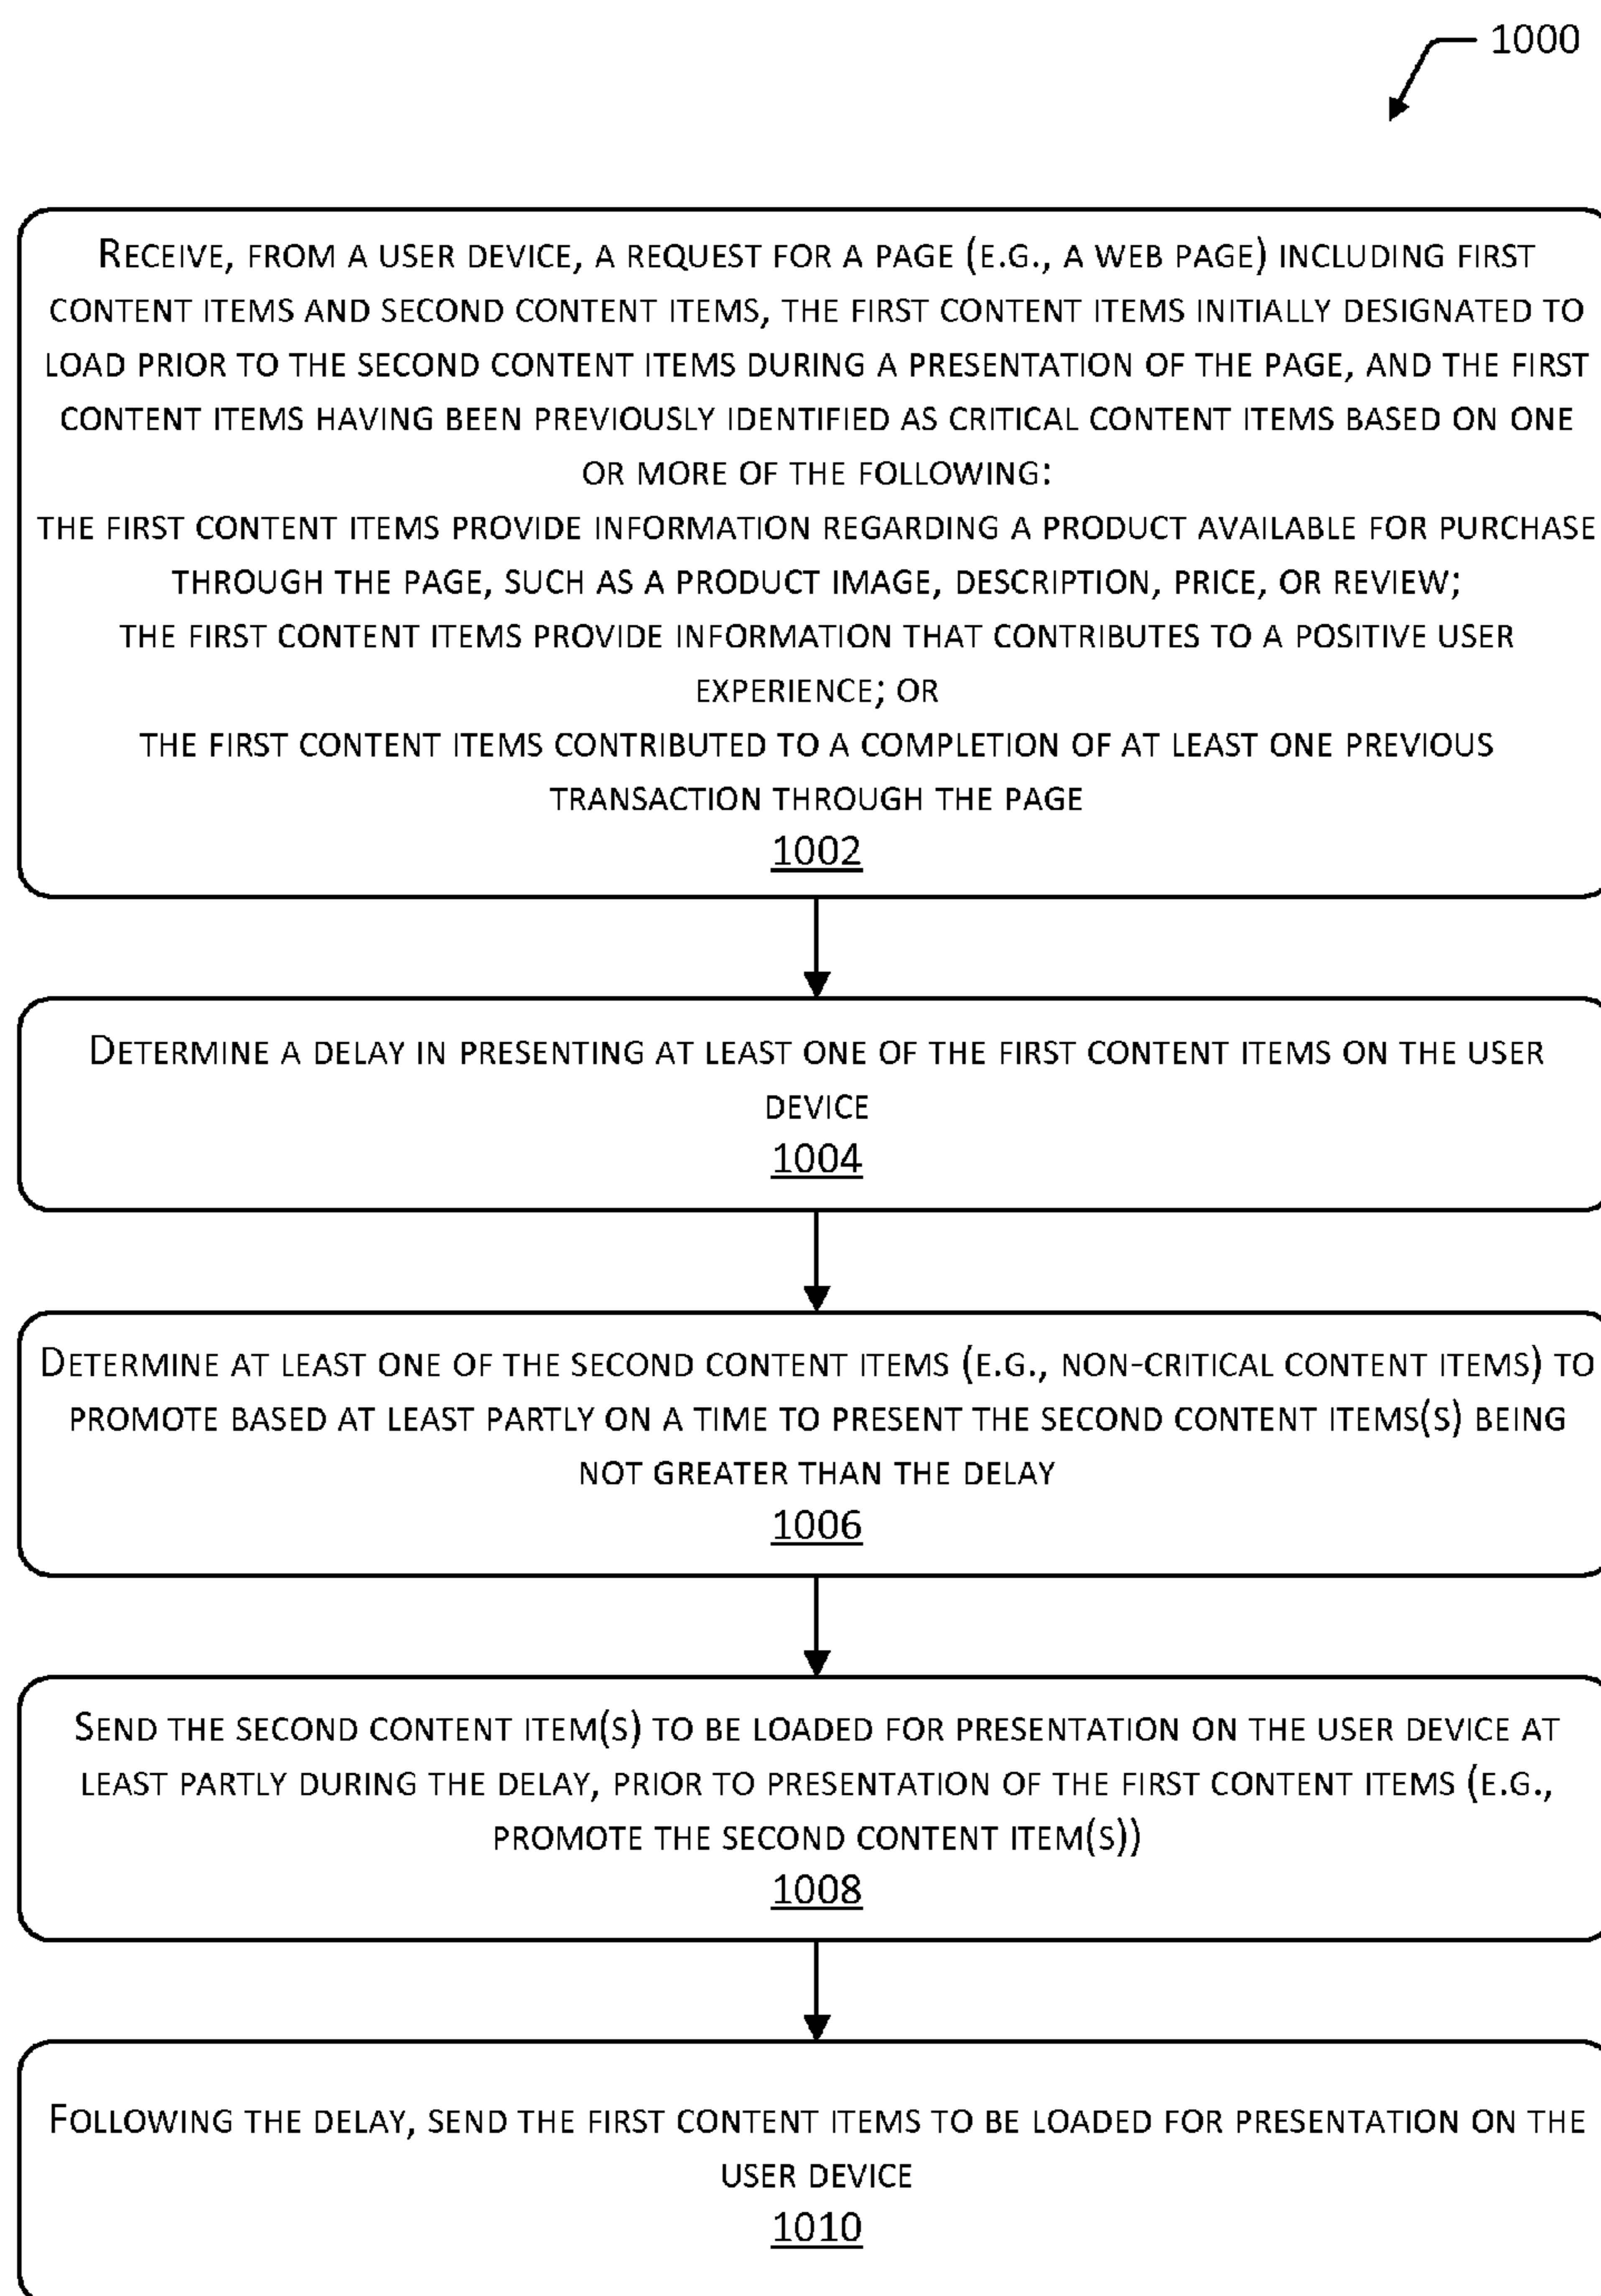 1000
RECEIVE, FROM A USER DEVICE, A REQUEST FOR A PAGE (E.G., A WEB PAGE) INCLUDING FIRST
CONTENT ITEMS AND SECOND CONTENT ITEMS, THE FIRST CONTENT ITEMS INITIALLY DESIGNATED TO
LOAD PRIOR TO THE SECOND CONTENT ITEMS DURING A PRESENTATION OF THE PAGE, AND THE FIRST
CONTENT ITEMS HAVING BEEN PREVIOUSLY IDENTIFIED AS CRITICAL CONTENT ITEMS BASED ON ONE
OR MORE OF THE FOLLOWING:
THE FIRST CONTENT ITEMS PROVIDE INFORMATION REGARDING A PRODUCT AVAILABLE FOR PURCHASE
THROUGH THE PAGE, SUCH AS A PRODUCT IMAGE, DESCRIPTION, PRICE, OR REVIEW;
THE FIRST CONTENT ITEMS PROVIDE INFORMATION THAT CONTRIBUTES TO A POSITIVE USER
EXPERIENCE; OR
THE FIRST CONTENT ITEMS CONTRIBUTED TO A COMPLETION OF AT LEAST ONE PREVIOUS
TRANSACTION THROUGH THE PAGE
1002
DETERMINE A DELAY IN PRESENTING AT LEAST ONE OF THE FIRST CONTENT ITEMS ON THE USER
DEVICE
1004
DETERMINE AT LEAST ONE OF THE SECOND CONTENT ITEMS (E.G., NON-CRITICAL CONTENT ITEMS) TO
PROMOTE BASED AT LEAST PARTLY ON A TIME TO PRESENT THE SECOND CONTENT ITEMS(S) BEING
NOT GREATER THAN THE DELAY
1006
SEND THE SECOND CONTENT ITEM(S) TO BE LOADED FOR PRESENTATION ON THE USER DEVICE AT
LEAST PARTLY DURING THE DELAY, PRIOR TO PRESENTATION OF THE FIRST CONTENT ITEMS (E.G.,
PROMOTE THE SECOND CONTENT ITEM(S))
1008
FOLLOWING THE DELAY, SEND THE FIRST CONTENT ITEMS TO BE LOADED FOR PRESENTATION ON THE
USER DEVICE
1010